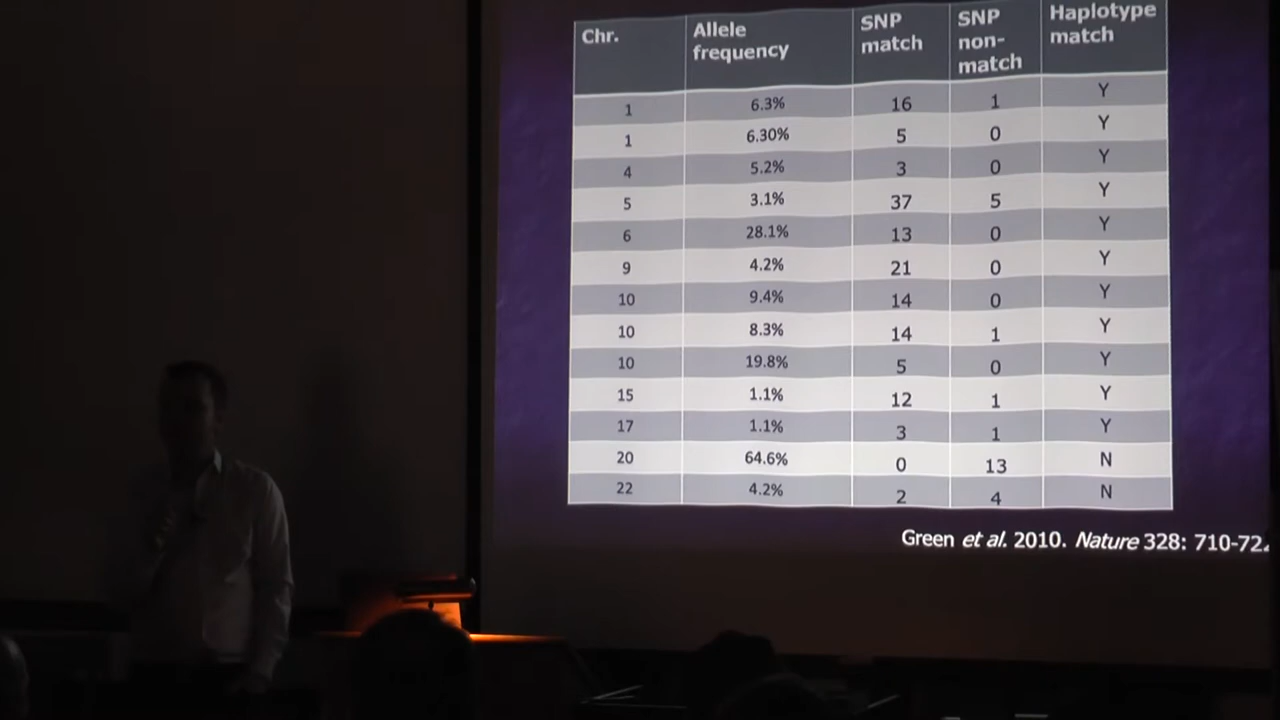 Chr. Allele frequency SNP match SNP non-match Haplotype match
1 6.3% 16 1 Y
1 6.30% 5 0 Y
4 5.2% 3 0 Y
5 3.1% 37 5 Y
6 28.1% 13 0 Y
9 4.2% 21 0 Y
10 9.4% 14 0 Y
10 8.3% 14 1 Y
10 19.8% 5 0 Y
15 1.1% 12 1 Y
17 1.1% 3 1 Y
20 64.6% 0 13 N
22 4.2% 2 4 N
Green et al. 2010. Nature 328: 710-72